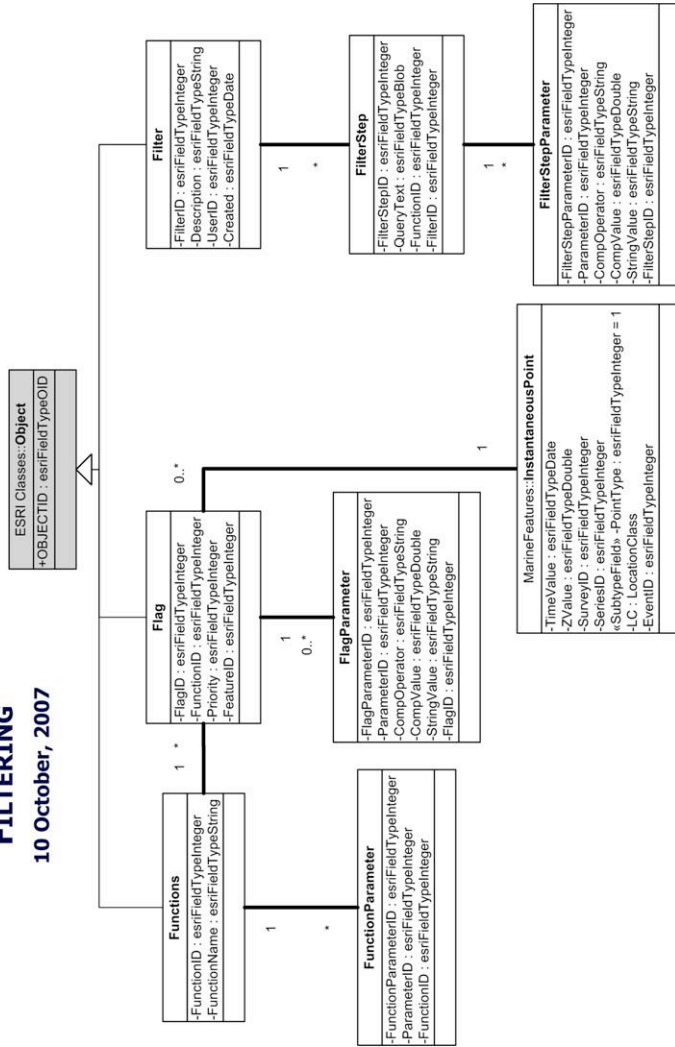 FILTERING
10 October, 2007
ESRI Classes::Object
+OBJECTID : esriFieldTypeOID
Functions
-FunctionID : esriFieldTypeInteger
-FunctionName : esriFieldTypeString
1
*
Flag
-FlagID : esriFieldTypeInteger
-FunctionID : esriFieldTypeInteger
-Priority : esriFieldTypeInteger
-FeatureID : esriFieldTypeInteger
0..*
Filter
-FilterID : esriFieldTypeInteger
-Description : esriFieldTypeString
-UserID : esriFieldTypeInteger
-Created : esriFieldTypeDate
1
*
1
0..*
1
*
FunctionParameter
-FunctionParameterID : esriFieldTypeInteger
-ParameterID : esriFieldTypeInteger
-FunctionID : esriFieldTypeInteger
FlagParameter
-FlagParameterID : esriFieldTypeInteger
-ParameterID : esriFieldTypeInteger
-CompOperator : esriFieldTypeString
-CompValue : esriFieldTypeDouble
-StringValue : esriFieldTypeString
-FlagID : esriFieldTypeInteger
FilterStep
-FilterStepID : esriFieldTypeInteger
-QueryText : esriFieldTypeBlob
-FunctionID : esriFieldTypeInteger
-FilterID : esriFieldTypeInteger
1
1
*
MarineFeatures::InstantaneousPoint
-TimeValue : esriFieldTypeDate
-ZValue : esriFieldTypeDouble
-SurveyID : esriFieldTypeInteger
-SeriesID : esriFieldTypeInteger
«SubtypeField» -PointType : esriFieldTypeInteger = 1
-LC : LocationClass
-EventID : esriFieldTypeInteger
FilterStepParameter
-FilterStepParameterID : esriFieldTypeInteger
-ParameterID : esriFieldTypeInteger
-CompOperator : esriFieldTypeString
-CompValue : esriFieldTypeDouble
-StringValue : esriFieldTypeString
-FilterStepID : esriFieldTypeInteger